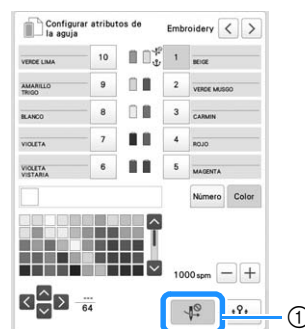 Configurar atributos de
la aguja
Embroidery
VERDE LIMA 10 1 BEIGE
AMARILLO
TRIGO 9 2 VERDE MUSGO
BLANCO 8 3 CARMIN
VIOLETA 7 4 ROJO
VIOLETA
VISTARIA 6 5 MAGENTA
Número Color
1000 spm - +
---
64
①